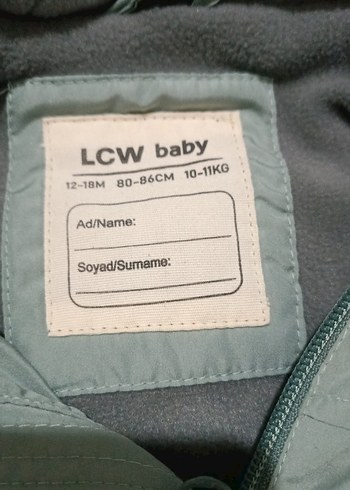 LCW baby
12-18M 80-86CM 10-11KG
Ad/Name:
Soyad/Surname: